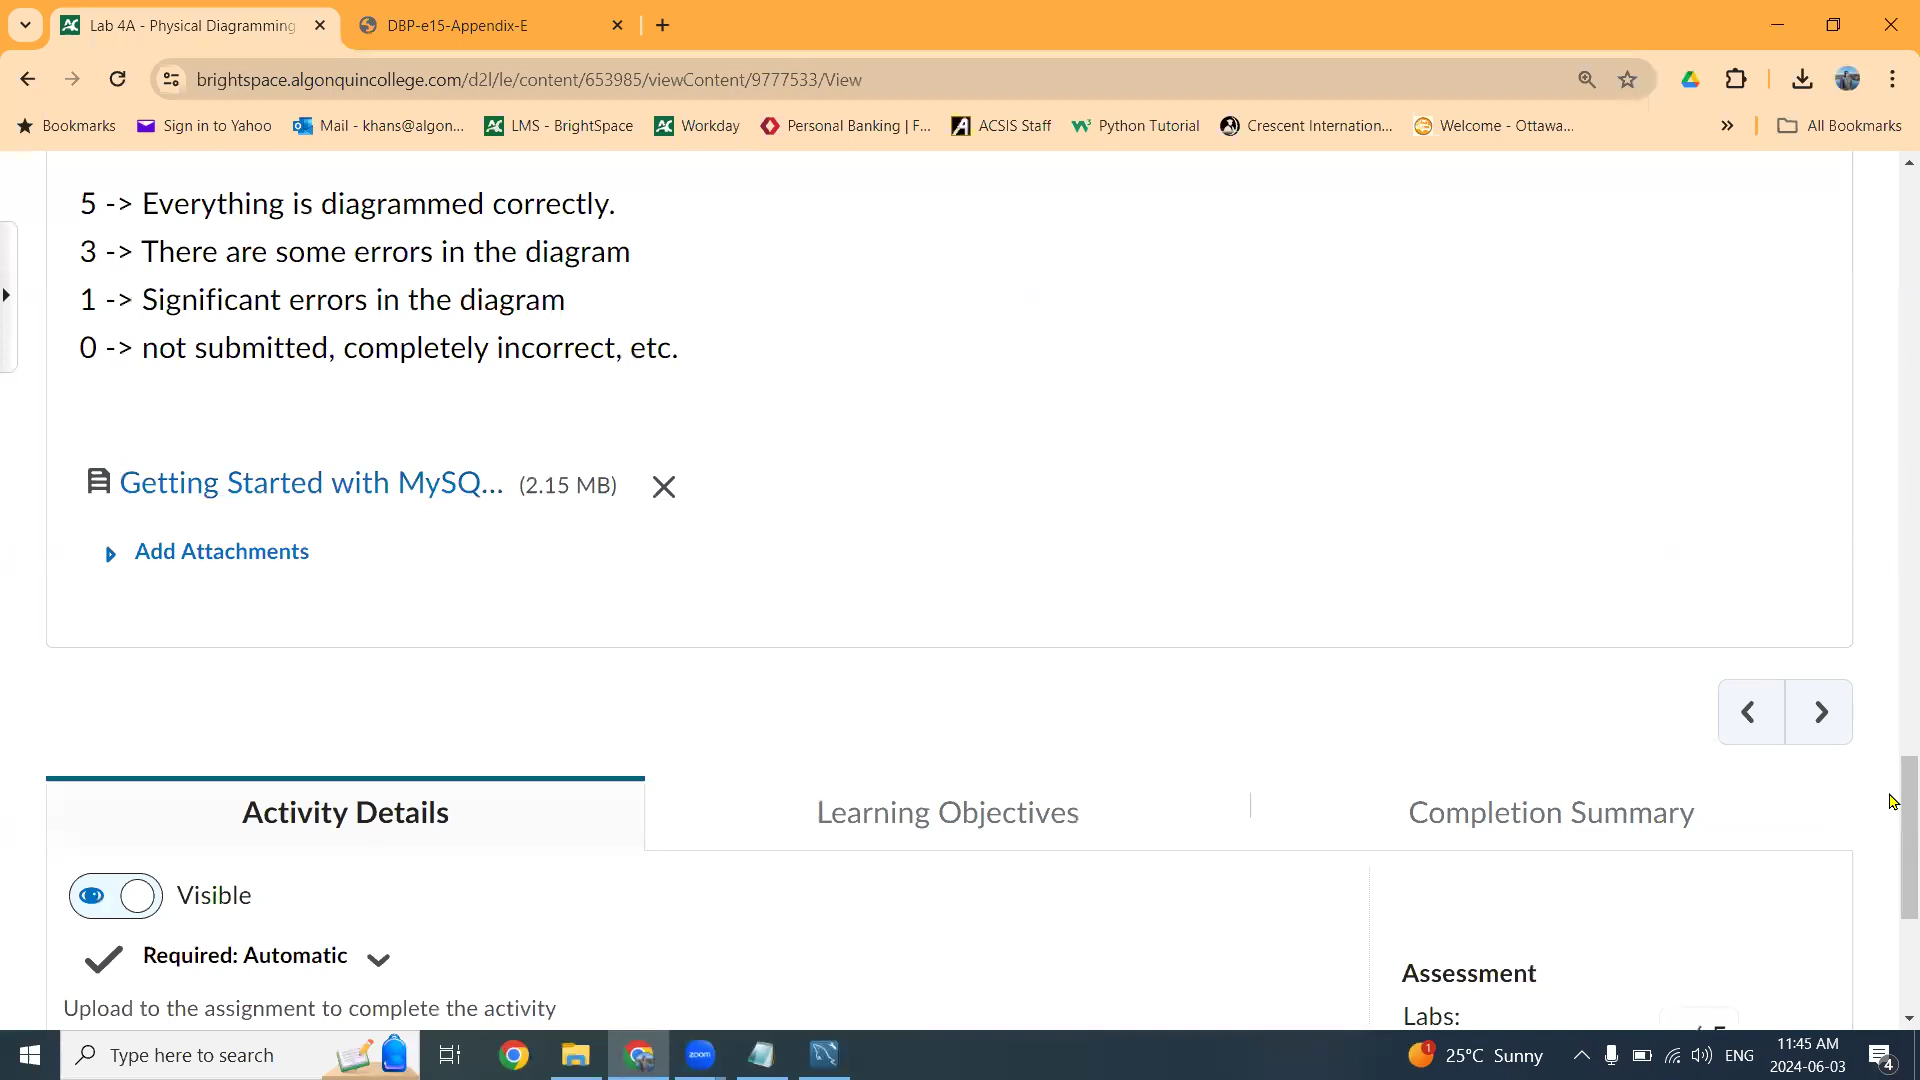 Lab 4A - Physical Diagramming
DBP-e15-Appendix-E
brightspace.algonquincollege.com/d2l/le/content/653985/viewContent/9777533/View
Bookmarks
Sign in to Yahoo
Mail - khans@algon...
LMS - BrightSpace
Workday
Personal Banking | F...
ACSIS Staff
Python Tutorial
Crescent Internation...
Welcome - Ottawa...
All Bookmarks
5 -> Everything is diagrammed correctly.
3 -> There are some errors in the diagram
1 -> Significant errors in the diagram
0 -> not submitted, completely incorrect, etc.
Getting Started with MySQ... (2.15 MB)
Add Attachments
Activity Details
Learning Objectives
Completion Summary
Visible
Required: Automatic
Upload to the assignment to complete the activity
Assessment
Labs:
Type here to search
zoom
1
25°C Sunny
ENG
11:45 AM
2024-06-03
4